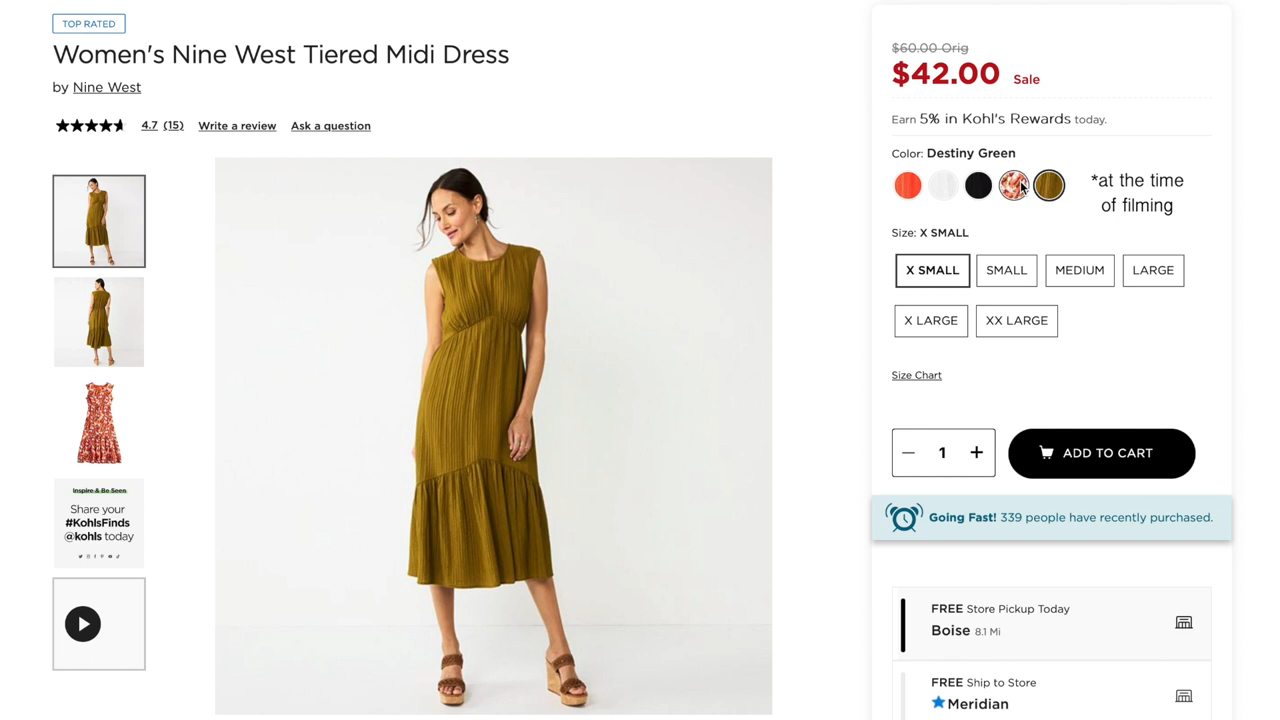 TOP RATED
Women's Nine West Tiered Midi Dress
by Nine West
4.7 (15) Write a review Ask a question
Inspire & Be Seen
Share your
#KohlsFinds
@kohls today
$60.00 Orig
$42.00 Sale
Earn 5% in Kohl's Rewards today.
Color: Destiny Green
*at the time
of filming
Size: X SMALL
X SMALL SMALL MEDIUM LARGE
X LARGE XX LARGE
Size Chart
— 1 + ADD TO CART
Going Fast! 339 people have recently purchased.
FREE Store Pickup Today
Boise 8.1 Mi
FREE Ship to Store
Meridian